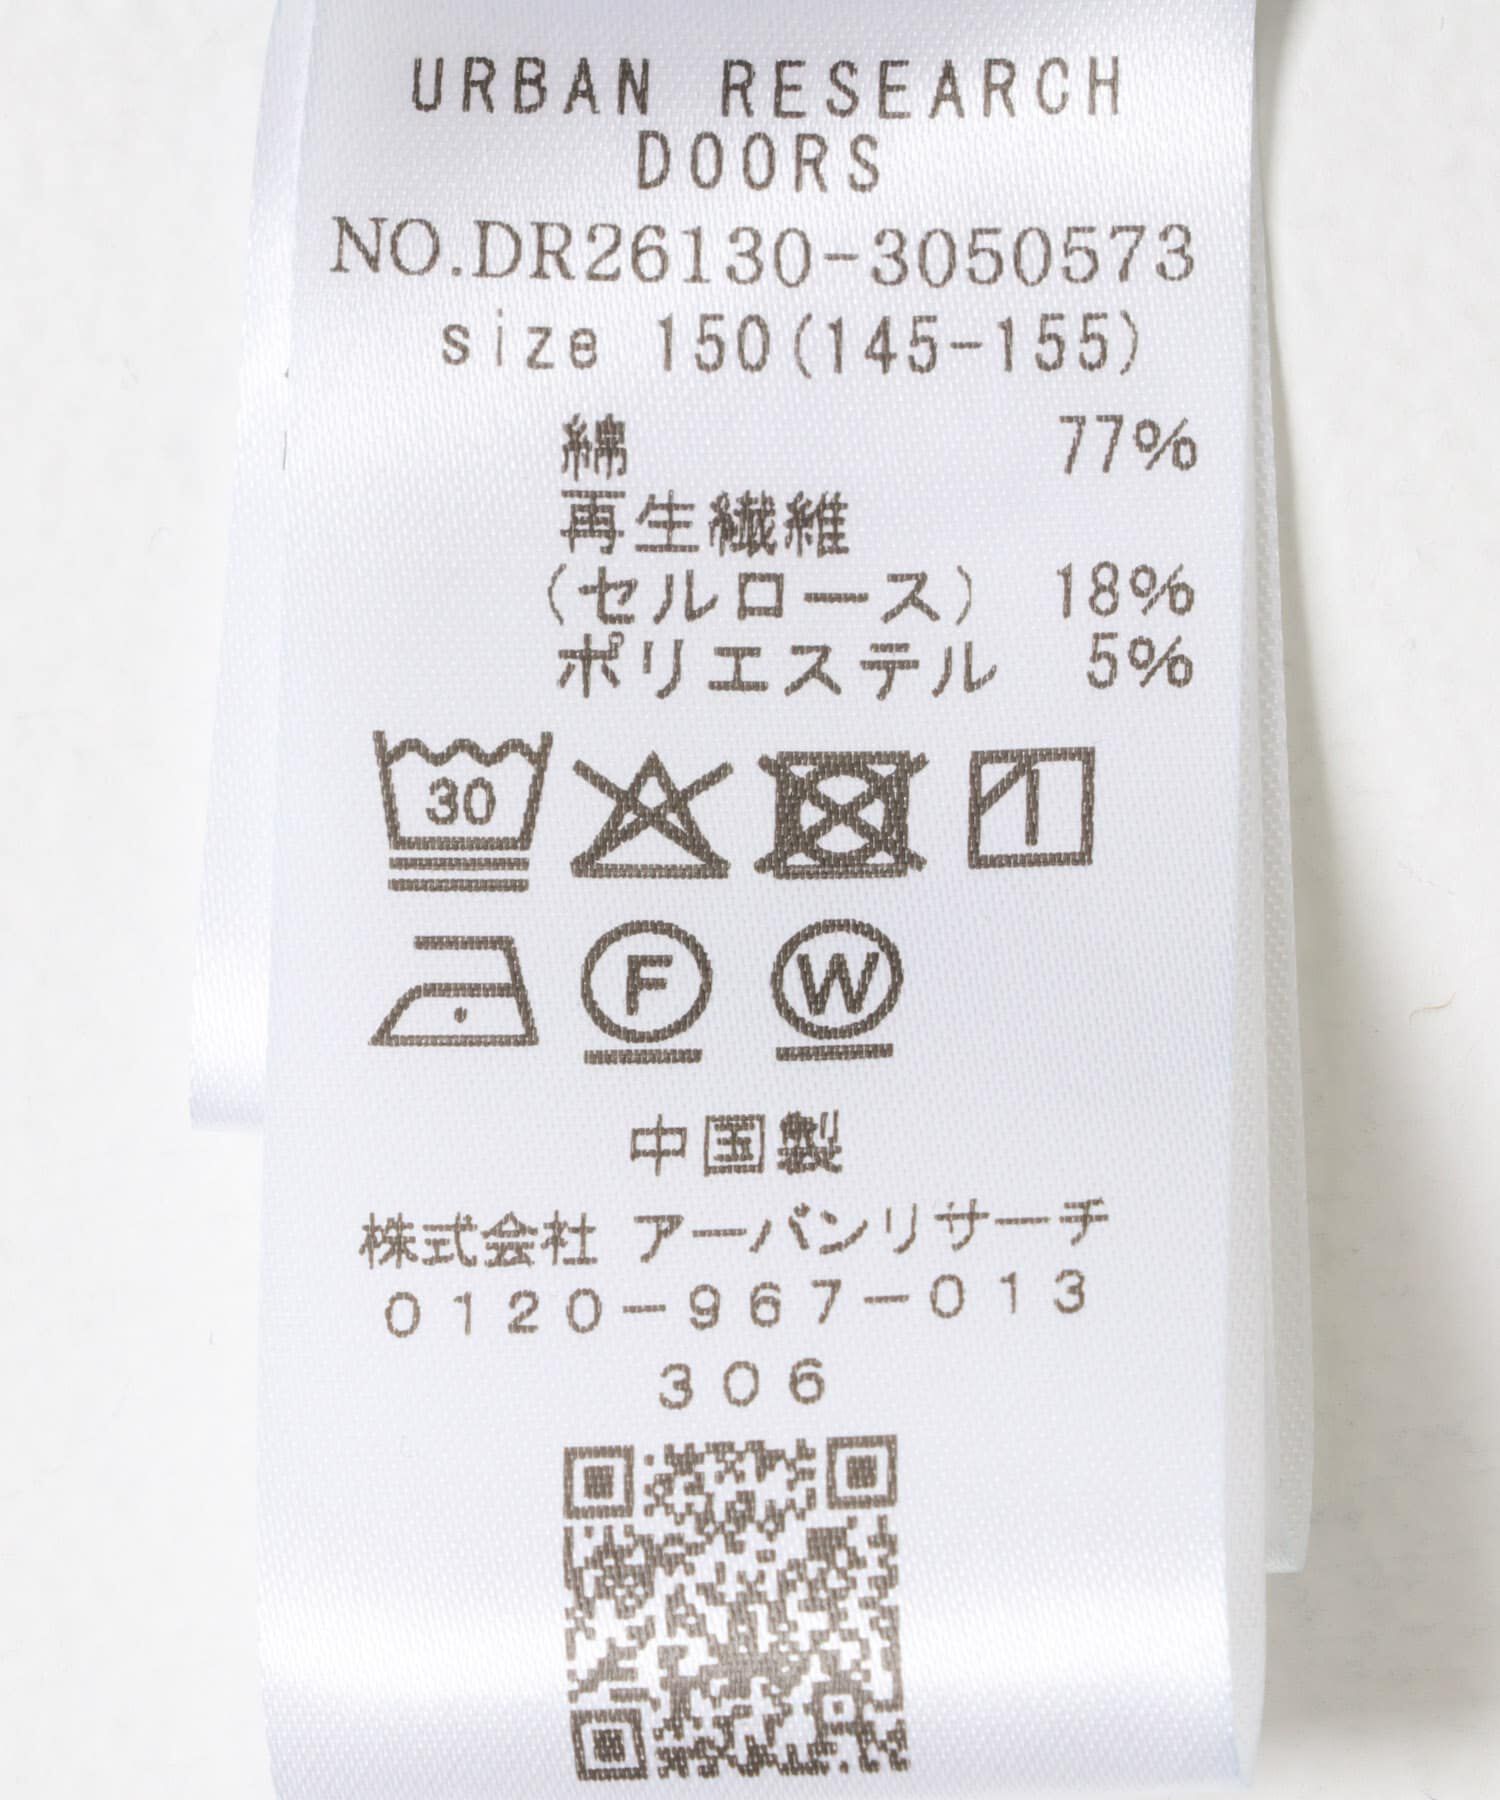 URBAN RESEARCH
DOORS
NO.DR26130-3050573
size 150(145-155)
綿 77%
再生繊維
(セルロース) 18%
ポリエステル 5%
30
F W
中国製
株式会社 アーバンリサーチ
0120-967-013
306